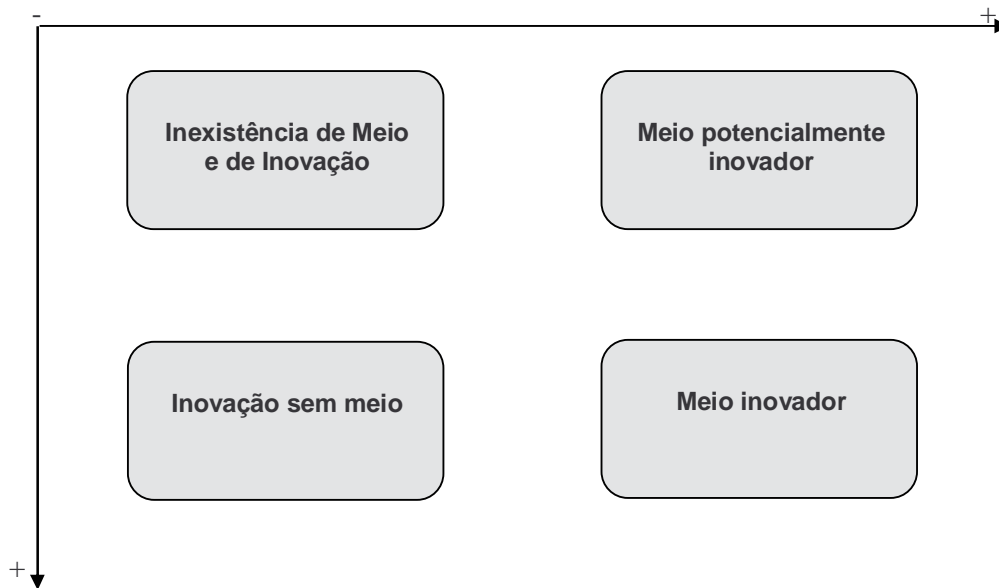 - +
Inexistência de Meio
e de Inovação
Meio potencialmente
inovador
Inovação sem meio
Meio inovador
+